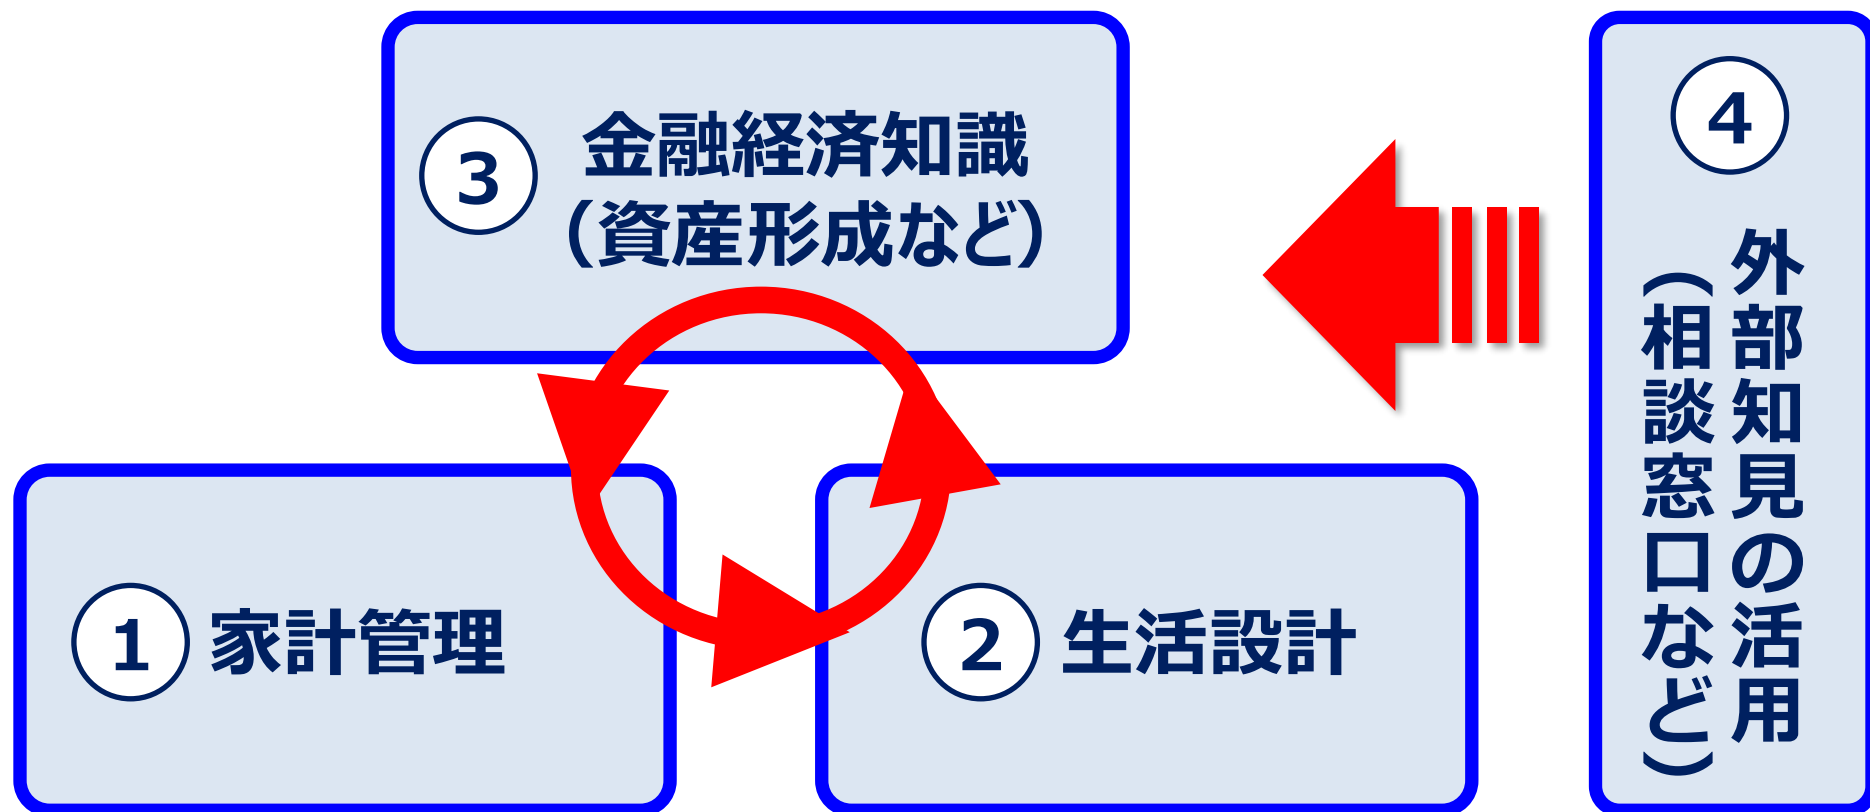 ③ 金融経済知識
（資産形成など）
① 家計管理
② 生活設計
④ 外部知見の活用
（相談窓口など）